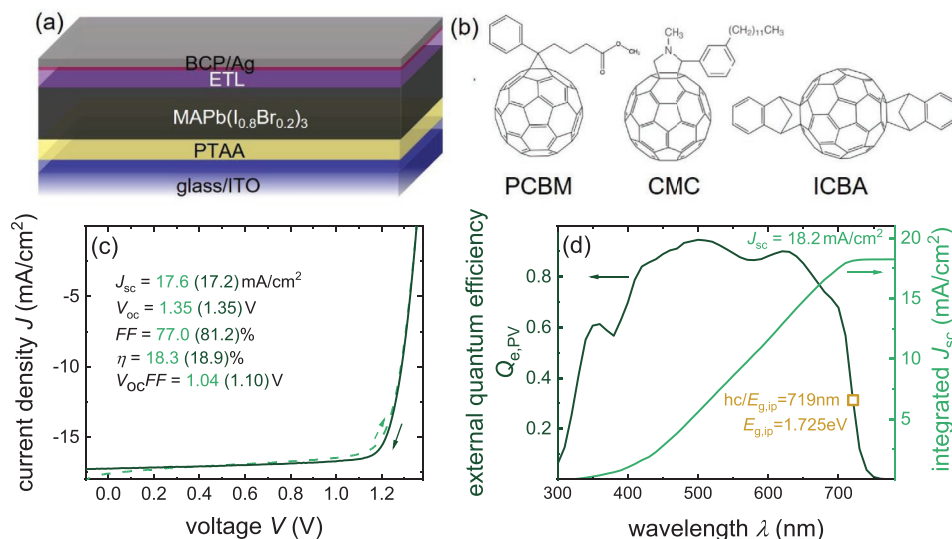 (a)
BCP/Ag
ETL
MAPb(I0.8Br0.2)3
PTAA
glass/ITO
(b)
O
CH3
O
CH3
N
(CH2)11CH3
PCBM
CMC
ICBA
(c)
current density J (mA/cm2)
-5
-10
-15
Jsc = 17.6 (17.2) mA/cm2
Voc = 1.35 (1.35) V
FF = 77.0 (81.2)%
η = 18.3 (18.9)%
VocFF = 1.04 (1.10) V
0.0 0.2 0.4 0.6 0.8 1.0 1.2
voltage V (V)
(d)
external quantum efficiency
Qe,PV
0.8
0.6
0.4
0.2
Jsc = 18.2 mA/cm2
hc/Eg,ip=719nm
Eg,ip=1.725eV
20
15
10
5
integrated Jsc (mA/cm2)
300 400 500 600 700
wavelength λ (nm)